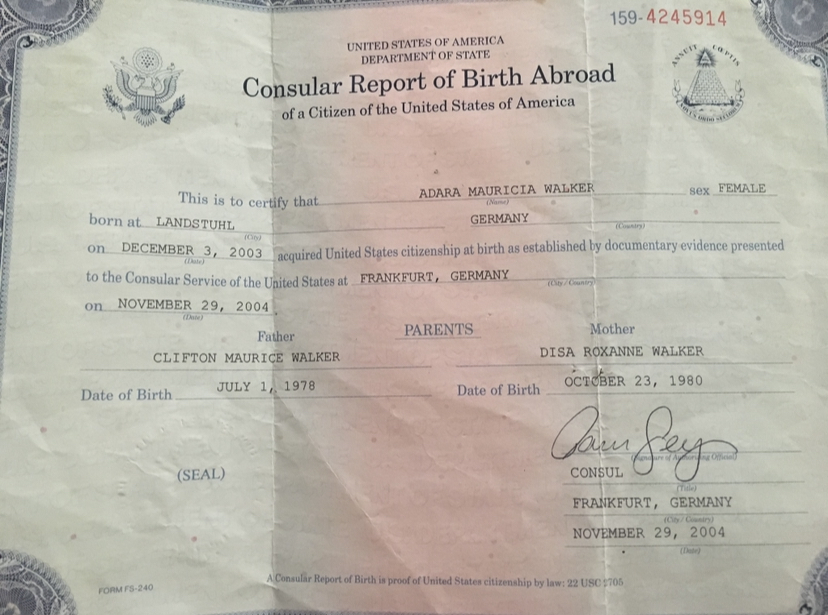 159-4245914
UNITED STATES OF AMERICA
DEPARTMENT OF STATE
Consular Report of Birth Abroad
of a Citizen of the United States of America
ANNUIT CŒPTIS
This is to certify that ADARA MAURICIA WALKER sex FEMALE
(Name)
born at LANDSTUHL GERMANY
(City) (Country)
on DECEMBER 3, 2003 acquired United States citizenship at birth as established by documentary evidence presented
(Date)
to the Consular Service of the United States at FRANKFURT, GERMANY
(City/Country)
on NOVEMBER 29, 2004
(Date)
Father PARENTS Mother
CLIFTON MAURICE WALKER DISA ROXANNE WALKER
Date of Birth JULY 1, 1978 Date of Birth OCTOBER 23, 1980
(Signature of Authorizing Officer)
(SEAL) CONSUL
(Title)
FRANKFURT, GERMANY
(City/Country)
NOVEMBER 29, 2004
(Date)
FORM FS-240 A Consular Report of Birth is proof of United States citizenship by law: 22 USC 2705